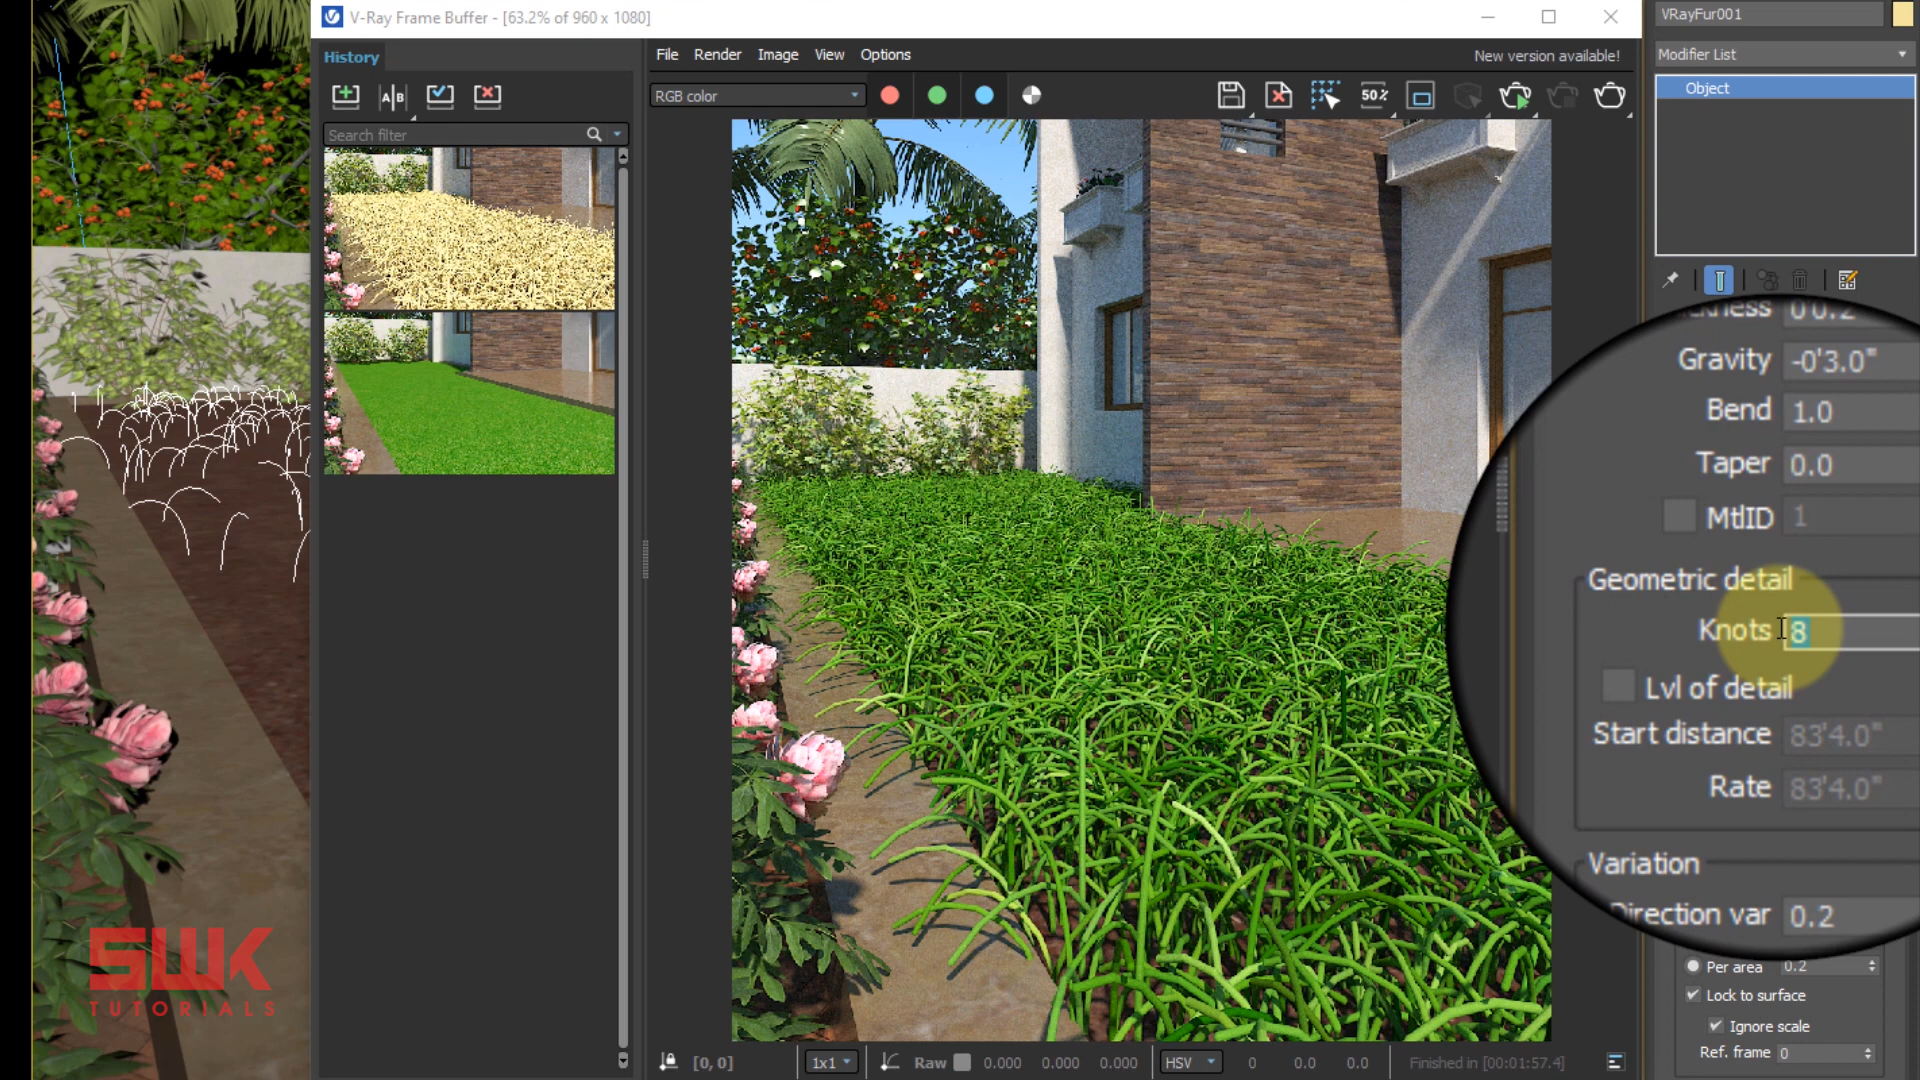 V-Ray Frame Buffer - [63.2% of 960 x 1080]
VRayFur001
History
File Render Image View Options
New version available!
Modifier List
A|B
RGB color
50%
Object
Search filter
Gravity -0'3.0"
Bend 1.0
Taper 0.0
MtlID 1
Geometric detail
Knots 8
Lvl of detail
Start distance 83'4.0"
Rate 83'4.0"
Variation
Direction var 0.2
Per area 0.2
Lock to surface
Ignore scale
Ref. frame 0
SWK
TUTORIALS
[0, 0] 1x1 Raw 0.000 0.000 0.000 HSV 0 0.0 0.0 Finished in [00:01:57.4]